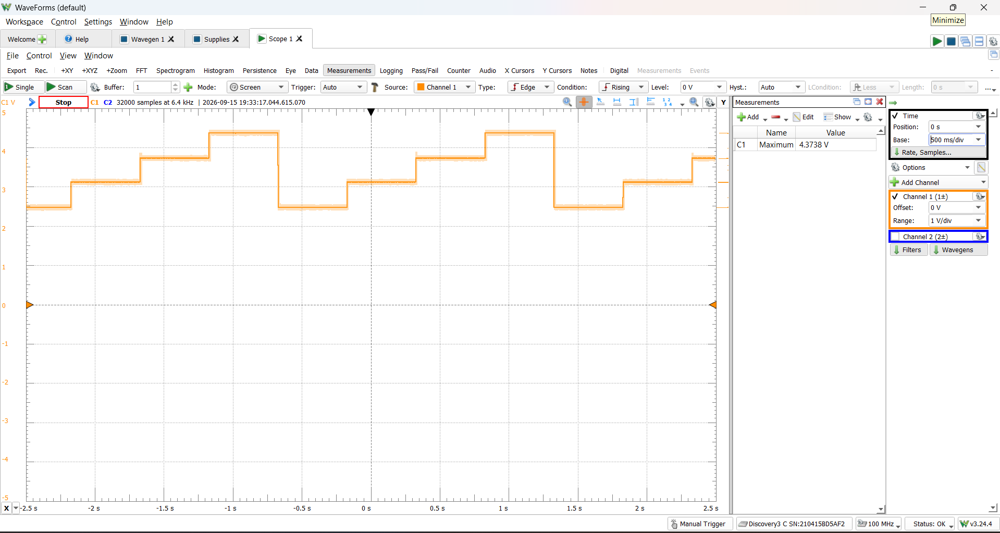 WaveForms (default)
Minimize
Workspace Control Settings Window Help
Welcome Help Wavegen 1 Supplies Scope 1
File Control View Window
Export Rec. +XY +XYZ +Zoom FFT Spectrogram Histogram Persistence Eye Data Measurements Logging Pass/Fail Counter Audio X Cursors Y Cursors Notes Digital Measurements Events -
1 Single Scan Buffer: 1 Mode: Screen Trigger: Auto Source: Channel 1 Type: Edge Condition: Rising Level: 0 V Hyst.: Auto LCondition: Less Length: 0 s ...
C1 V Stop C1 C2 32000 samples at 6.4 kHz | 2026-09-15 19:33:17.044.615.070 1 2 3 4 Y
5
4
3
2
1
0
-1
-2
-3
-4
-5
X -2.5 s -2 s -1.5 s -1 s -0.5 s 0 s 0.5 s 1 s 1.5 s 2 s 2.5 s
Measurements
Add Edit Show
Name Value
C1 Maximum 4.3738 V
Time
Position: 0 s
Base: 500 ms/div
Rate, Samples...
Options
Add Channel
Channel 1 (1±)
Offset: 0 V
Range: 1 V/div
Channel 2 (2±)
Filters Wavegens
Manual Trigger Discovery3 C SN:210415BD5AF2 100 MHz Status: OK v3.24.4